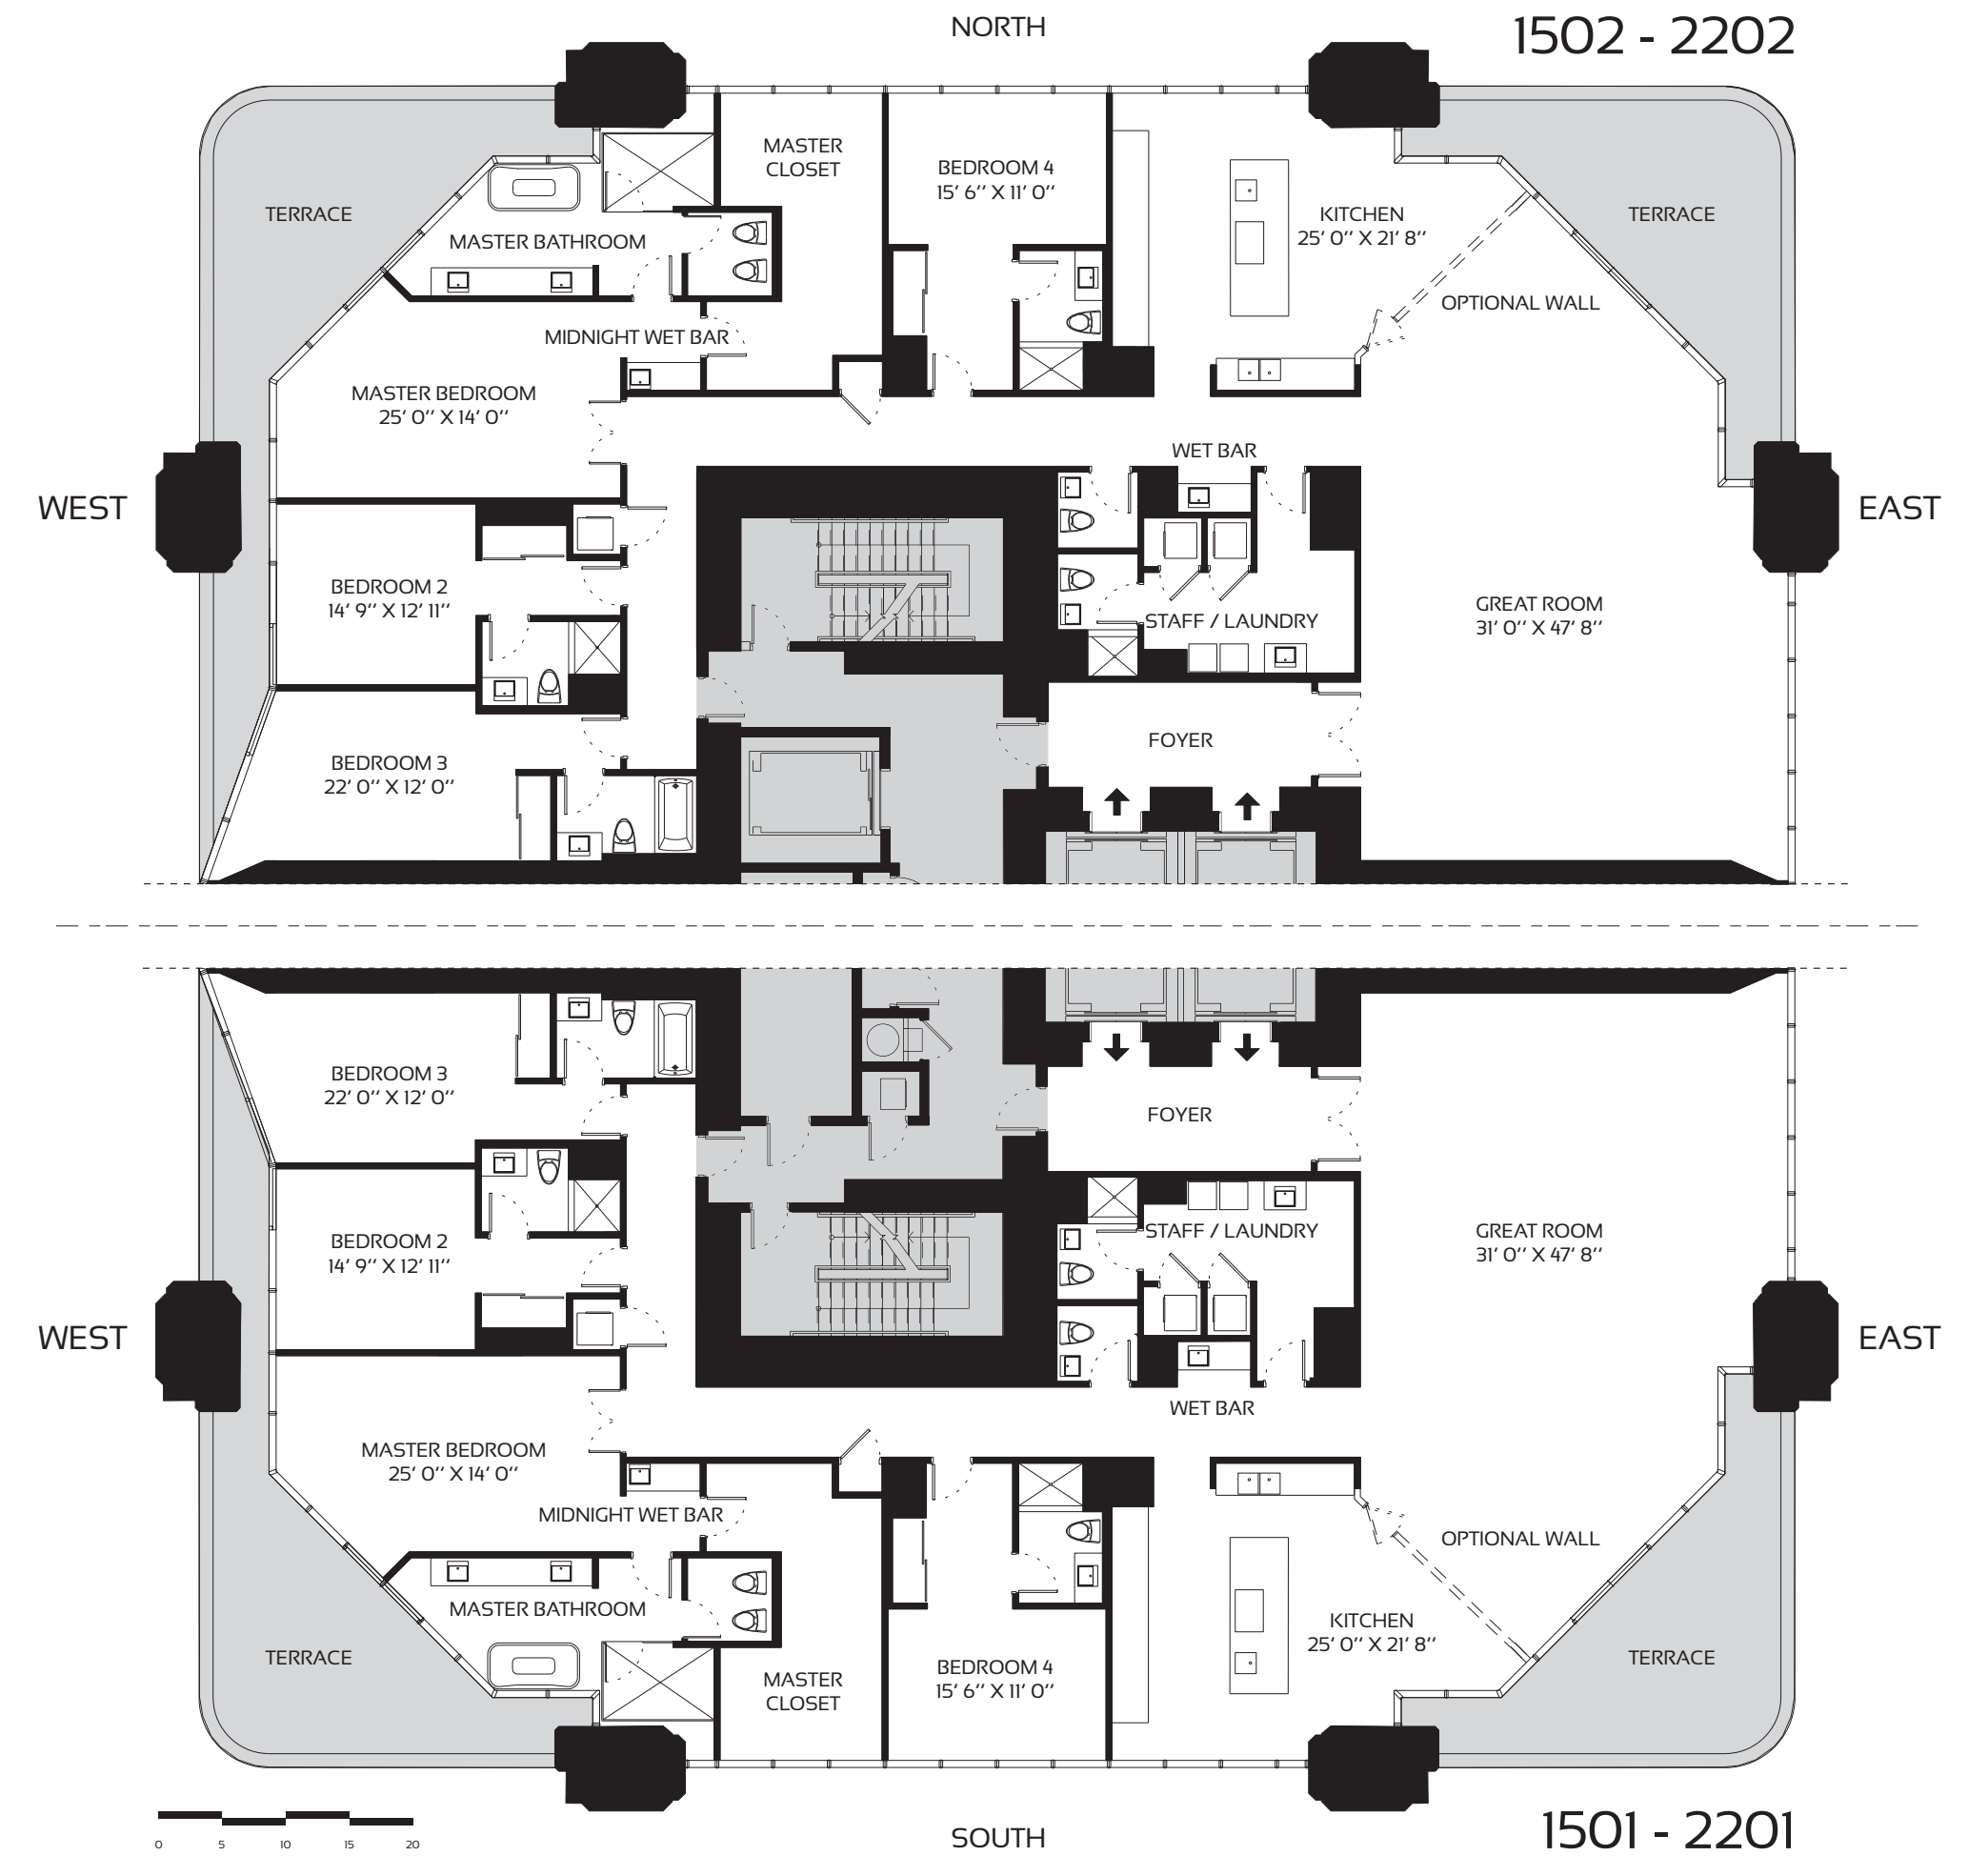 NORTH
1502 - 2202
MASTER
CLOSET
BEDROOM 4
15' 6'' X 11' 0''
TERRACE
KITCHEN
25' 0'' X 21' 8''
TERRACE
MASTER BATHROOM
OPTIONAL WALL
MIDNIGHT WET BAR
MASTER BEDROOM
25' 0'' X 14' 0''
WET BAR
WEST
EAST
BEDROOM 2
14' 9'' X 12' 11''
GREAT ROOM
31' 0'' X 47' 8''
STAFF / LAUNDRY
FOYER
BEDROOM 3
22' 0'' X 12' 0''
BEDROOM 3
22' 0'' X 12' 0''
FOYER
STAFF / LAUNDRY
GREAT ROOM
31' 0'' X 47' 8''
BEDROOM 2
14' 9'' X 12' 11''
WEST
EAST
WET BAR
MASTER BEDROOM
25' 0'' X 14' 0''
MIDNIGHT WET BAR
OPTIONAL WALL
MASTER BATHROOM
KITCHEN
25' 0'' X 21' 8''
TERRACE
TERRACE
BEDROOM 4
15' 6'' X 11' 0''
MASTER
CLOSET
0 5 10 15 20
SOUTH
1501 - 2201